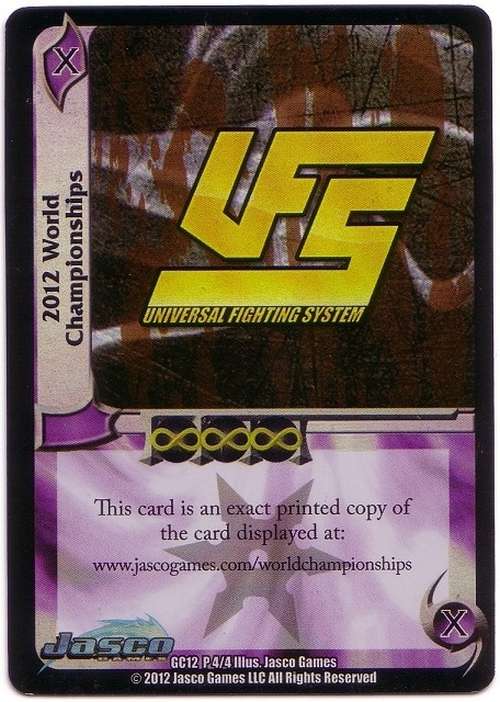 X
2012 World
Championships
UFS
UNIVERSAL FIGHTING SYSTEM
This card is an exact printed copy of
the card displayed at:
www.jascogames.com/worldchampionships
X
Jasco
GAMES
GC12 P 4/4 Illus. Jasco Games
© 2012 Jasco Games LLC All Rights Reserved